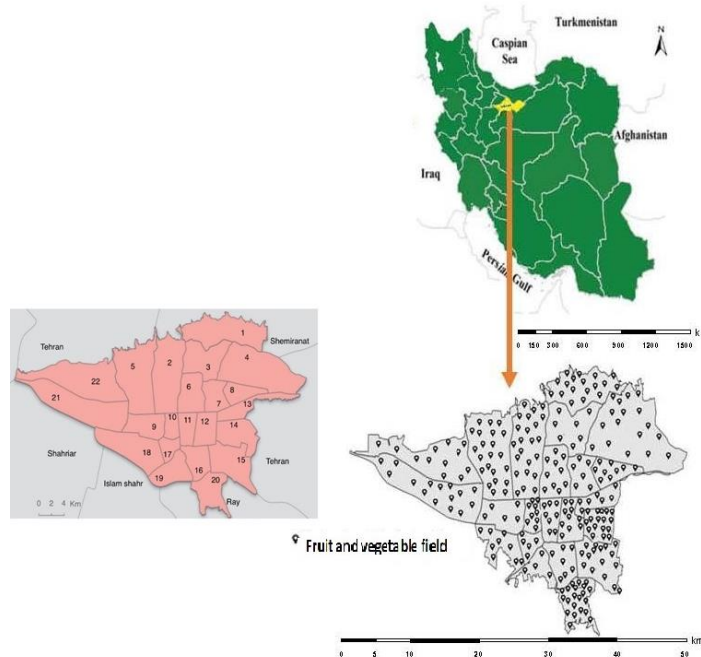 Turkmenistan
N
Caspian
Sea
Afghanistan
Iraq
Persian Gulf
0 150 300 600 900 1200 1500
k
1
Shemiranat
Tehran
4
5
2
3
22
6
8
21
7
13
10
9
11
12
14
Shahriar
18
17
15
Tehran
16
19
20
Islam shahr
Ray
0 2 4 Km
Fruit and vegetable field
km
0 5 10 20 30 40 50